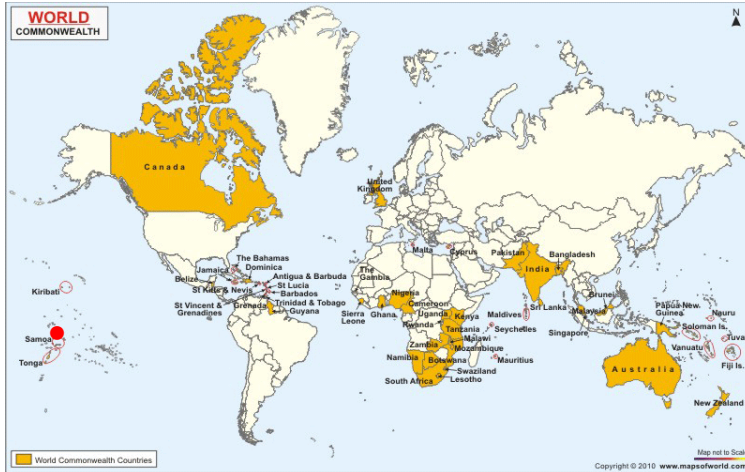 WORLD
COMMONWEALTH
N
Canada
United
Kingdom
The Bahamas
Dominica
Jamaica
Antigua & Barbuda
Belize
St Kitts & Nevis
St Lucia
Barbados
St Vincent &
Grenadines
Grenada
Trinidad & Tobago
Guyana
Kiribati
Samoa
Tonga
Malta
Cyprus
The
Gambia
Sierra
Leone
Ghana
Nigeria
Cameroon
Uganda
Kenya
Rwanda
Tanzania
Malawi
Zambia
Mozambique
Namibia
Botswana
Swaziland
South Africa
Lesotho
Maldives
Seychelles
Mauritius
Pakistan
India
Bangladesh
Sri Lanka
Brunei
Malaysia
Singapore
Papua-New
Guinea
Nauru
Soloman Is.
Tuva
Vanuatu
Fiji Is.
Australia
New Zealand
World Commonwealth Countries
Map not to Scale
Copyright © 2010 www.mapsofworld.com